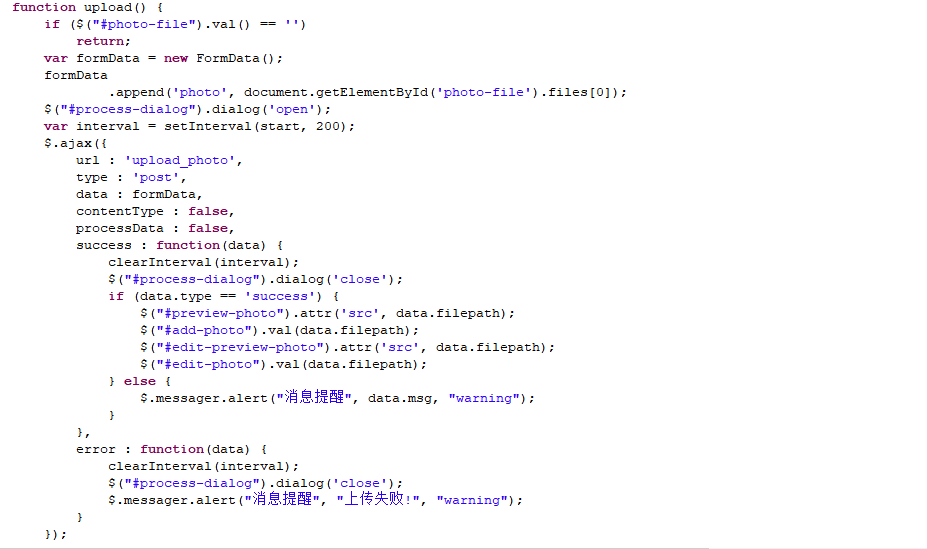 function upload() {
if ($("#photo-file").val() == '')
return;
var formData = new FormData();
formData
.append('photo', document.getElementById('photo-file').files[0]);
$("#process-dialog").dialog('open');
var interval = setInterval(start, 200);
$.ajax({
url : 'upload_photo',
type : 'post',
data : formData,
contentType : false,
processData : false,
success : function(data) {
clearInterval(interval);
$("#process-dialog").dialog('close');
if (data.type == 'success') {
$("#preview-photo").attr('src', data.filepath);
$("#add-photo").val(data.filepath);
$("#edit-preview-photo").attr('src', data.filepath);
$("#edit-photo").val(data.filepath);
} else {
$.messager.alert("消息提醒", data.msg, "warning");
}
},
error : function(data) {
clearInterval(interval);
$("#process-dialog").dialog('close');
$.messager.alert("消息提醒", "上传失败!", "warning");
}
});